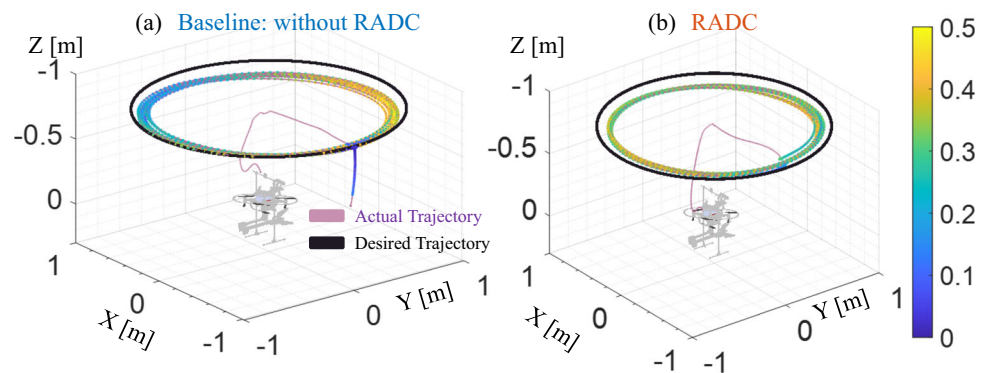 (a) Baseline: without RADC
Z [m]
-1
-0.5
0
1
0
-1
X [m]
-1
0
1
Y [m]
Actual Trajectory
Desired Trajectory
(b) RADC
Z [m]
-1
-0.5
0
1
0
-1
X [m]
-1
0
1
Y [m]
0.5
0.4
0.3
0.2
0.1
0